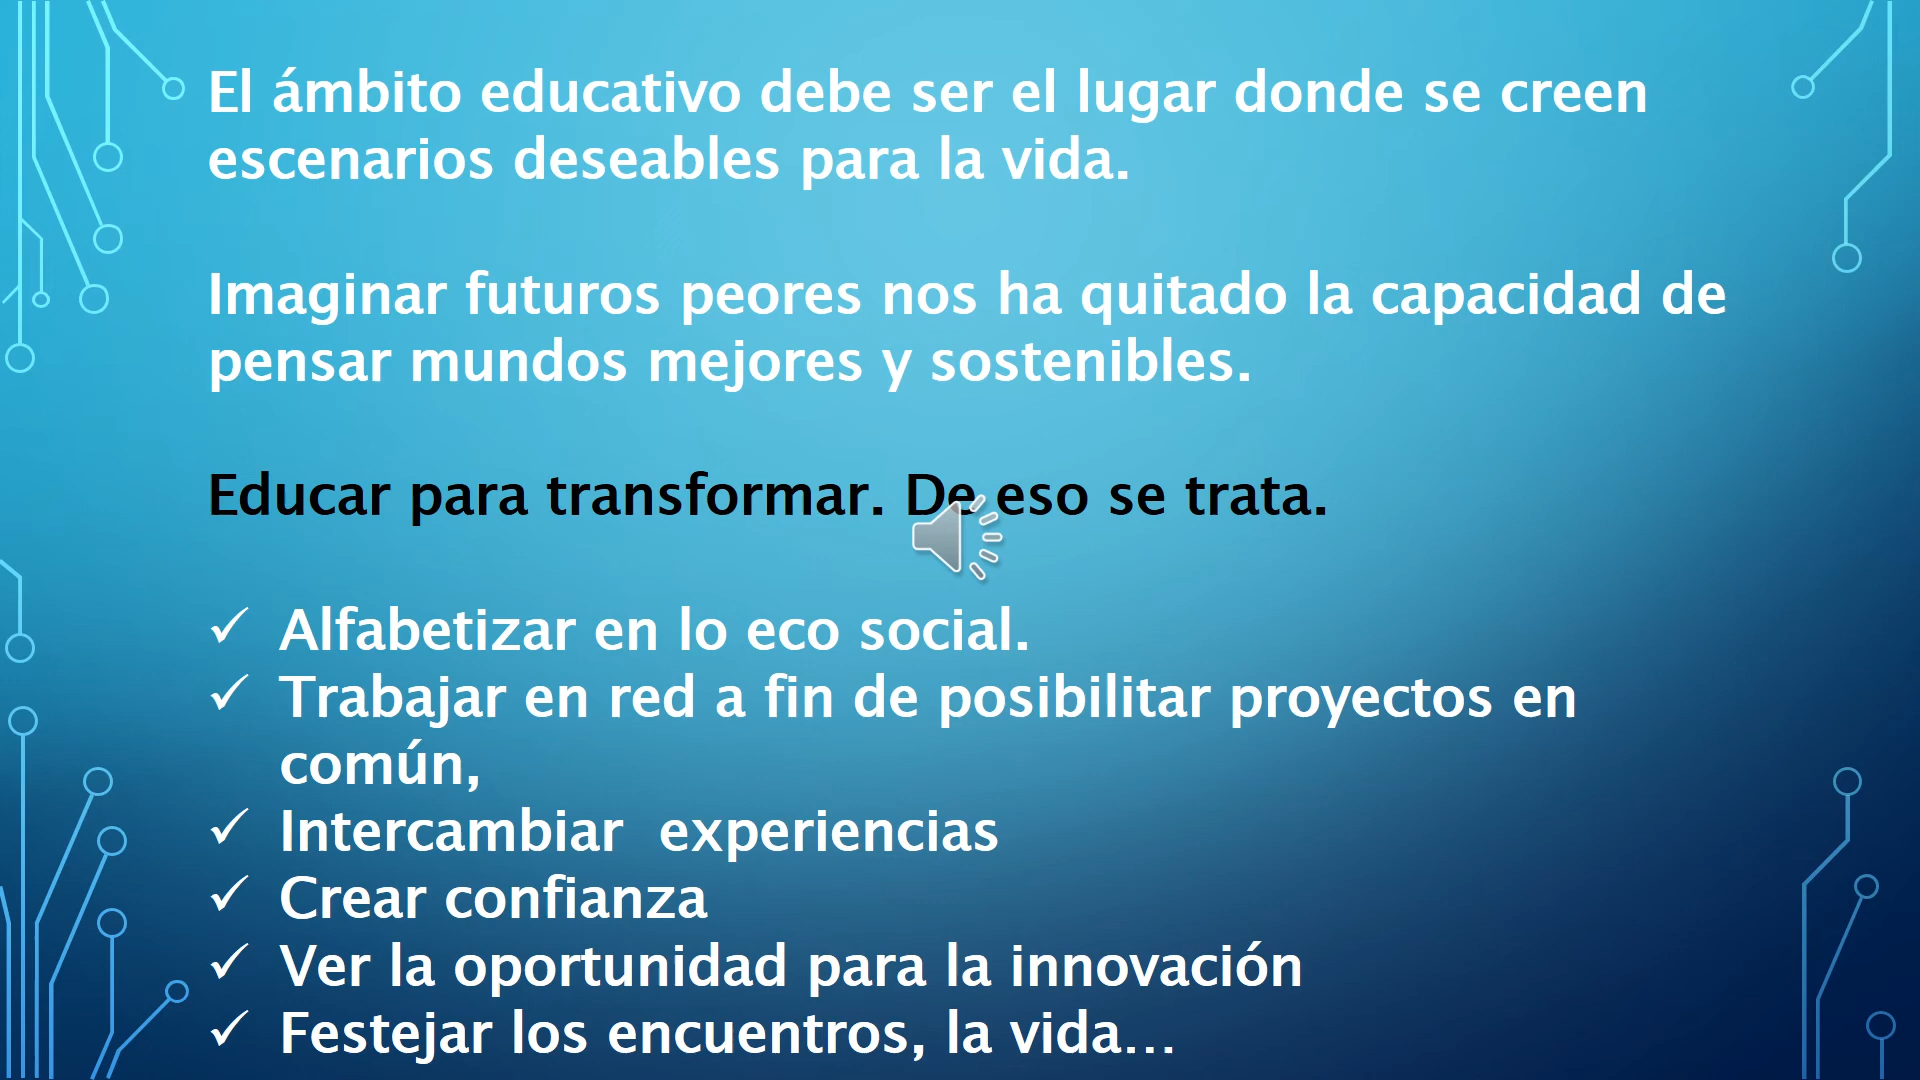 El ámbito educativo debe ser el lugar donde se creen
escenarios deseables para la vida.
Imaginar futuros peores nos ha quitado la capacidad de
pensar mundos mejores y sostenibles.
Educar para transformar. De eso se trata.
✓ Alfabetizar en lo eco social.
✓ Trabajar en red a fin de posibilitar proyectos en
común,
✓ Intercambiar  experiencias
✓ Crear confianza
✓ Ver la oportunidad para la innovación
✓ Festejar los encuentros, la vida…